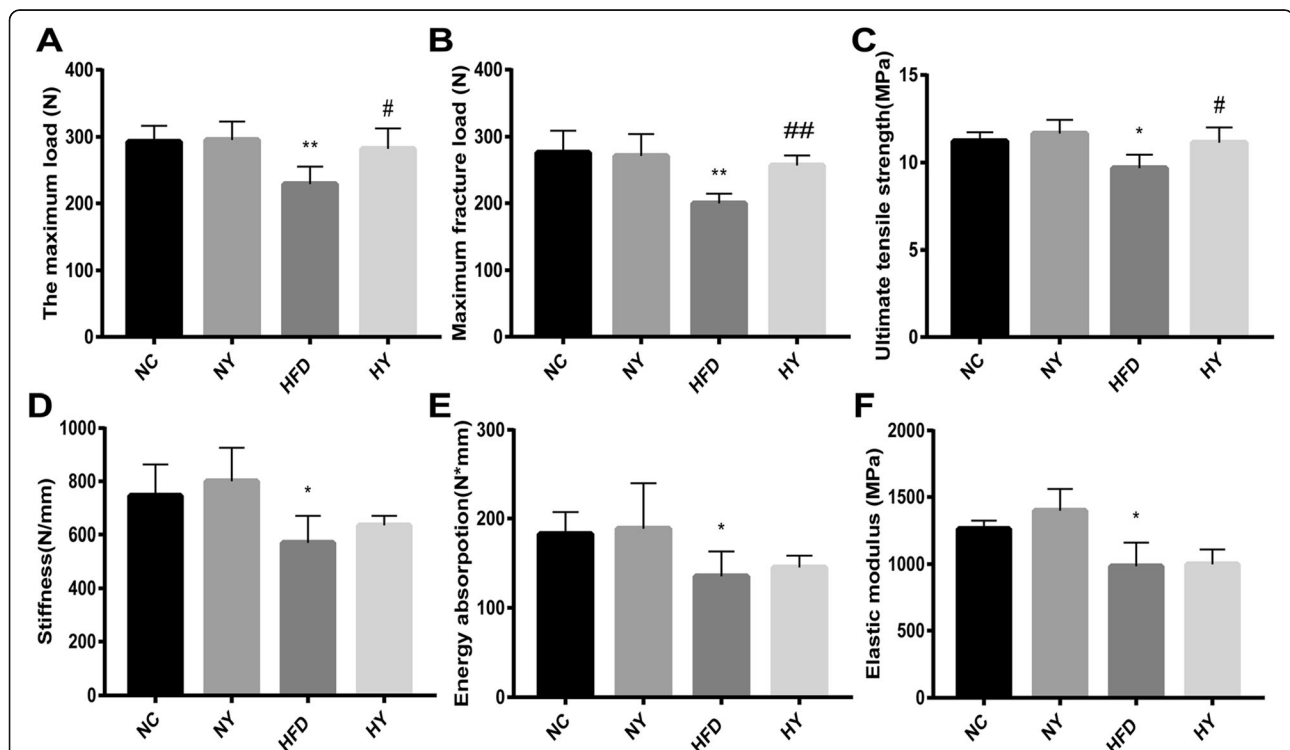 A
The maximum load (N)
400
300
200
100
0
**
#
NC
NY
HFD
HY
B
Maximum fracture load (N)
400
300
200
100
0
**
##
NC
NY
HFD
HY
C
Ultimate tensile strength(MPa)
15
10
5
0
*
#
NC
NY
HFD
HY
D
Stiffness(N/mm)
1000
800
600
400
200
0
*
NC
NY
HFD
HY
E
Energy absorpotion(N*mm)
300
200
100
0
*
NC
NY
HFD
HY
F
Elastic modulus (MPa)
2000
1500
1000
500
0
*
NC
NY
HFD
HY